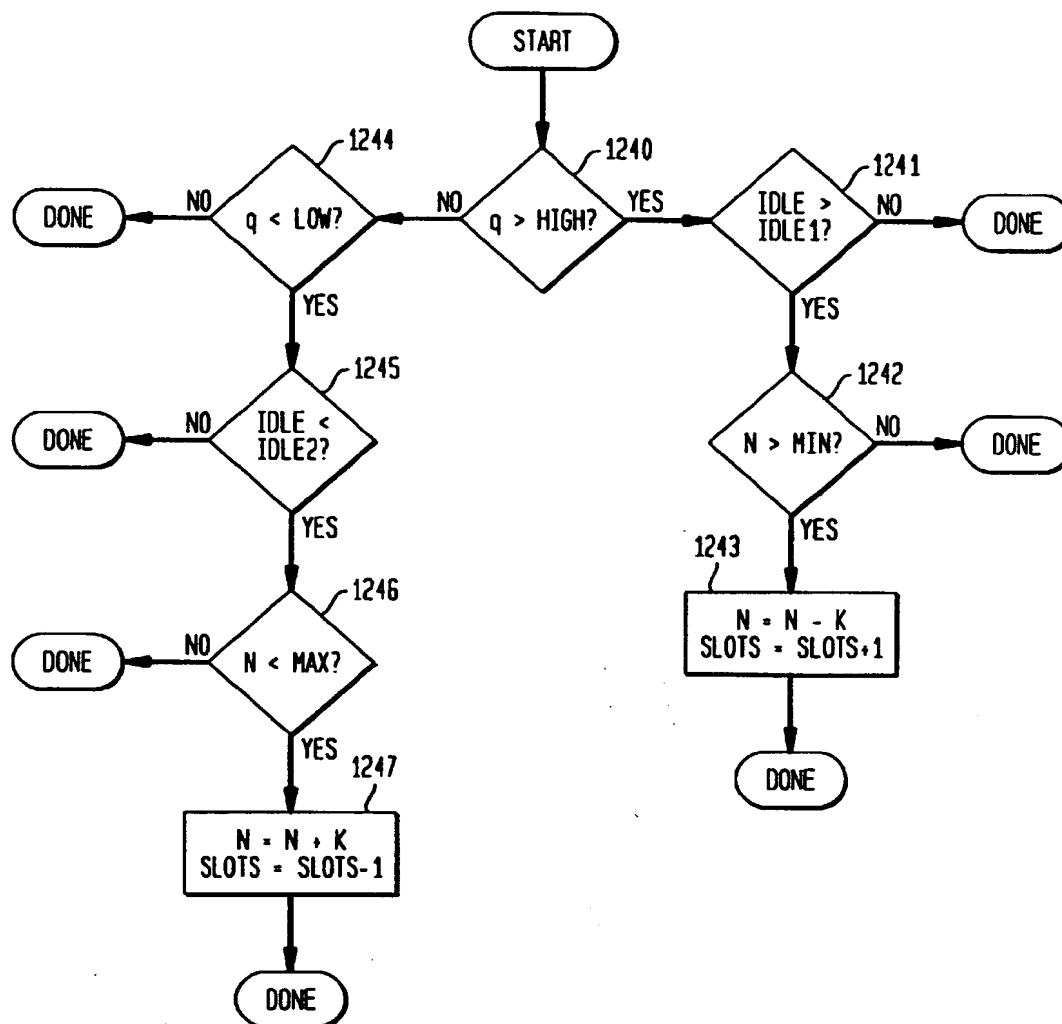 START
1244
1240
1241
DONE
NO
q < LOW?
NO
q > HIGH?
YES
IDLE >
IDLE1?
NO
DONE
YES
YES
1245
1242
DONE
NO
IDLE <
IDLE2?
N > MIN?
NO
DONE
YES
YES
1246
1243
DONE
NO
N < MAX?
N = N - K
SLOTS = SLOTS+1
YES
1247
DONE
N = N + K
SLOTS = SLOTS-1
DONE